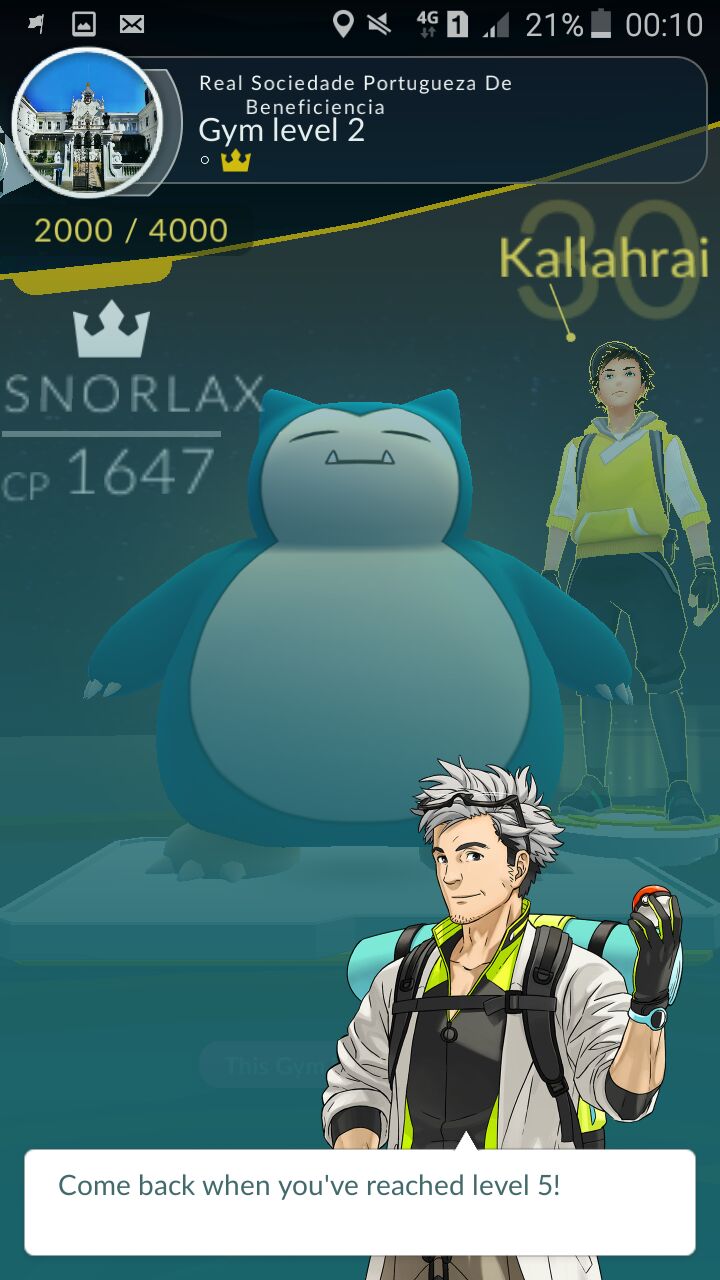 4G 1 21% 00:10
Real Sociedade Portugueza De
Beneficiencia
Gym level 2
2000 / 4000
30
Kallahrai
SNORLAX
CP 1647
This Gym
Come back when you've reached level 5!